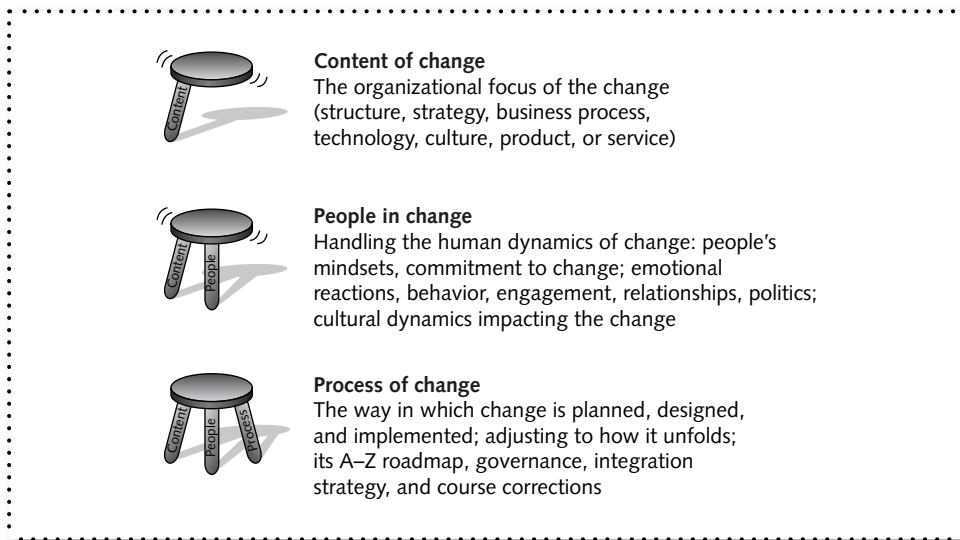 Content
Content of change
The organizational focus of the change
(structure, strategy, business process,
technology, culture, product, or service)
Content
People
People in change
Handling the human dynamics of change: people's
mindsets, commitment to change; emotional
reactions, behavior, engagement, relationships, politics;
cultural dynamics impacting the change
Content
People
Process
Process of change
The way in which change is planned, designed,
and implemented; adjusting to how it unfolds;
its A–Z roadmap, governance, integration
strategy, and course corrections